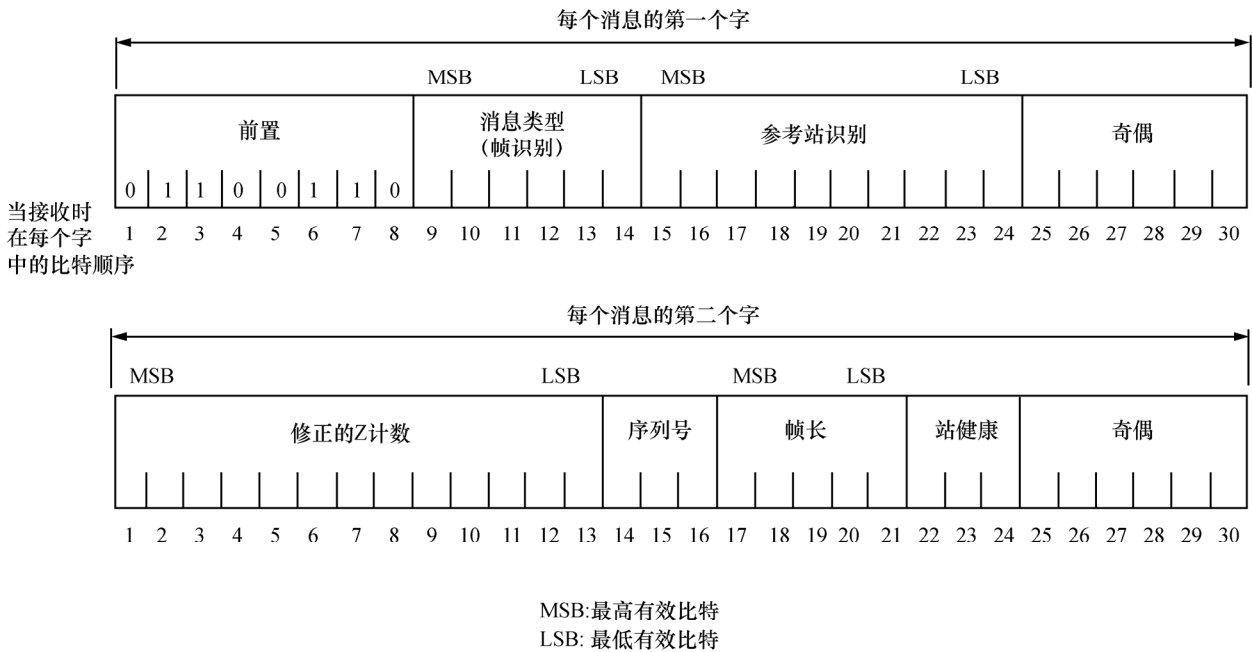 每个消息的第一个字
MSB LSB MSB LSB
前置 消息类型 参考站识别 奇偶
(帧识别)
0 1 1 0 0 1 1 0
当接收时
在每个字
中的比特顺序
1 2 3 4 5 6 7 8 9 10 11 12 13 14 15 16 17 18 19 20 21 22 23 24 25 26 27 28 29 30
每个消息的第二个字
MSB LSB MSB LSB
修正的Z计数 序列号 帧长 站健康 奇偶
1 2 3 4 5 6 7 8 9 10 11 12 13 14 15 16 17 18 19 20 21 22 23 24 25 26 27 28 29 30
MSB:最高有效比特
LSB: 最低有效比特